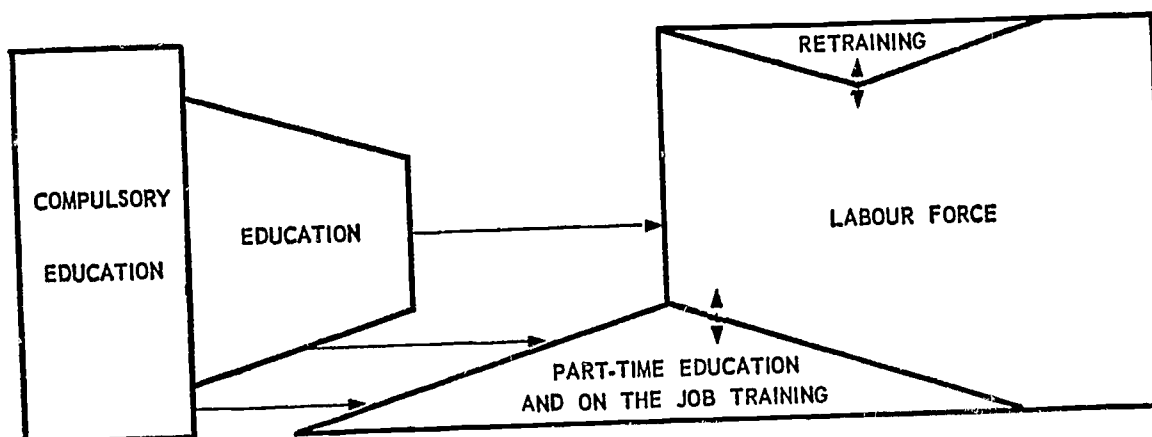 COMPULSORY
EDUCATION
EDUCATION
RETRAINING
LABOUR FORCE
PART-TIME EDUCATION
AND ON THE JOB TRAINING